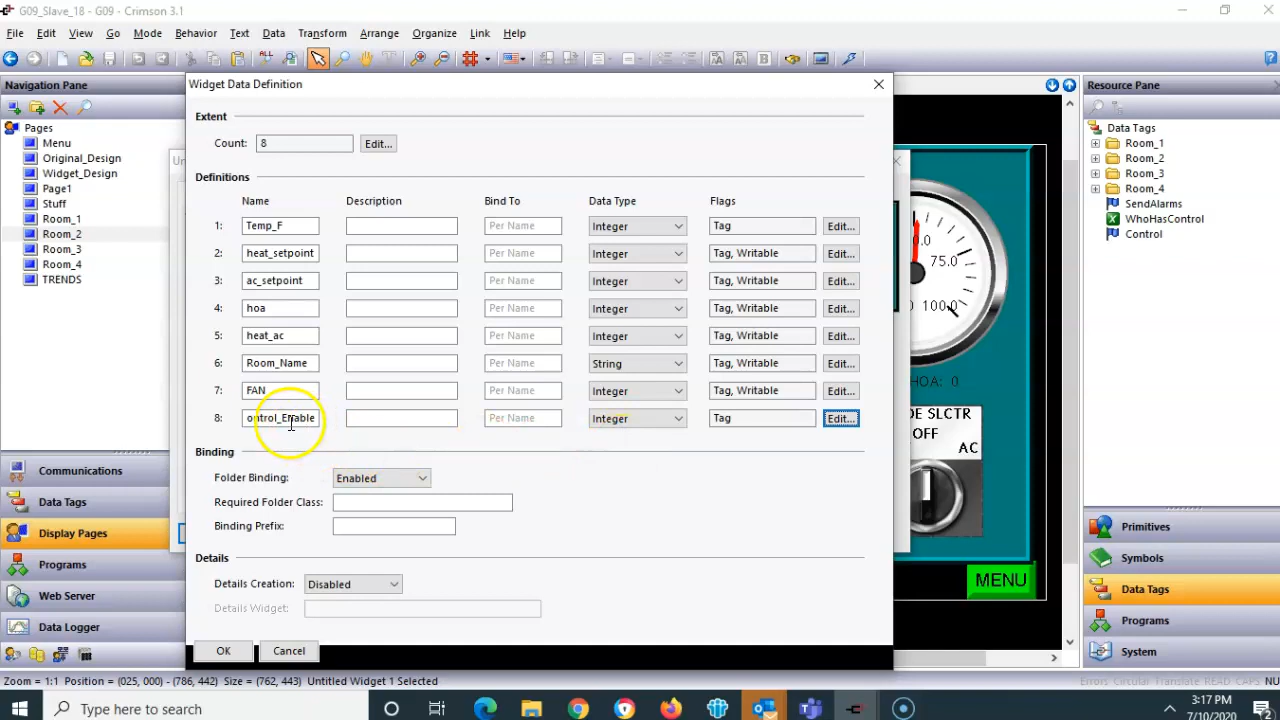 G09_Slave_18 - G09 - Crimson 3.1
File Edit View Go Mode Behavior Text Data Transform Arrange Organize Link Help
Navigation Pane
Pages
Menu
Original_Design
Widget_Design
Page1
Stuff
Room_1
Room_2
Room_3
Room_4
TRENDS
Communications
Data Tags
Display Pages
Programs
Web Server
Data Logger
Widget Data Definition
Extent
Count: 8 Edit...
Definitions
Name Description Bind To Data Type Flags
1: Temp_F Per Name Integer Tag Edit...
2: heat_setpoint Per Name Integer Tag, Writable Edit...
3: ac_setpoint Per Name Integer Tag, Writable Edit...
4: hoa Per Name Integer Tag, Writable Edit...
5: heat_ac Per Name Integer Tag, Writable Edit...
6: Room_Name Per Name String Tag, Writable Edit...
7: FAN Per Name Integer Tag, Writable Edit...
8: ontrol_Enable Per Name Integer Tag Edit...
Binding
Folder Binding: Enabled
Required Folder Class:
Binding Prefix:
Details
Details Creation: Disabled
Details Widget:
OK Cancel
75.0
100.0
HOA: 0
DE SLCTR
OFF
AC
MENU
Resource Pane
Data Tags
Room_1
Room_2
Room_3
Room_4
SendAlarms
WhoHasControl
Control
Primitives
Symbols
Data Tags
Programs
System
Zoom = 1:1 Position = (025, 000) - (786, 442) Size = (762, 443) Untitled Widget 1 Selected
Errors Circular Translate READ CAPS NU
Type here to search
3:17 PM
7/10/2020